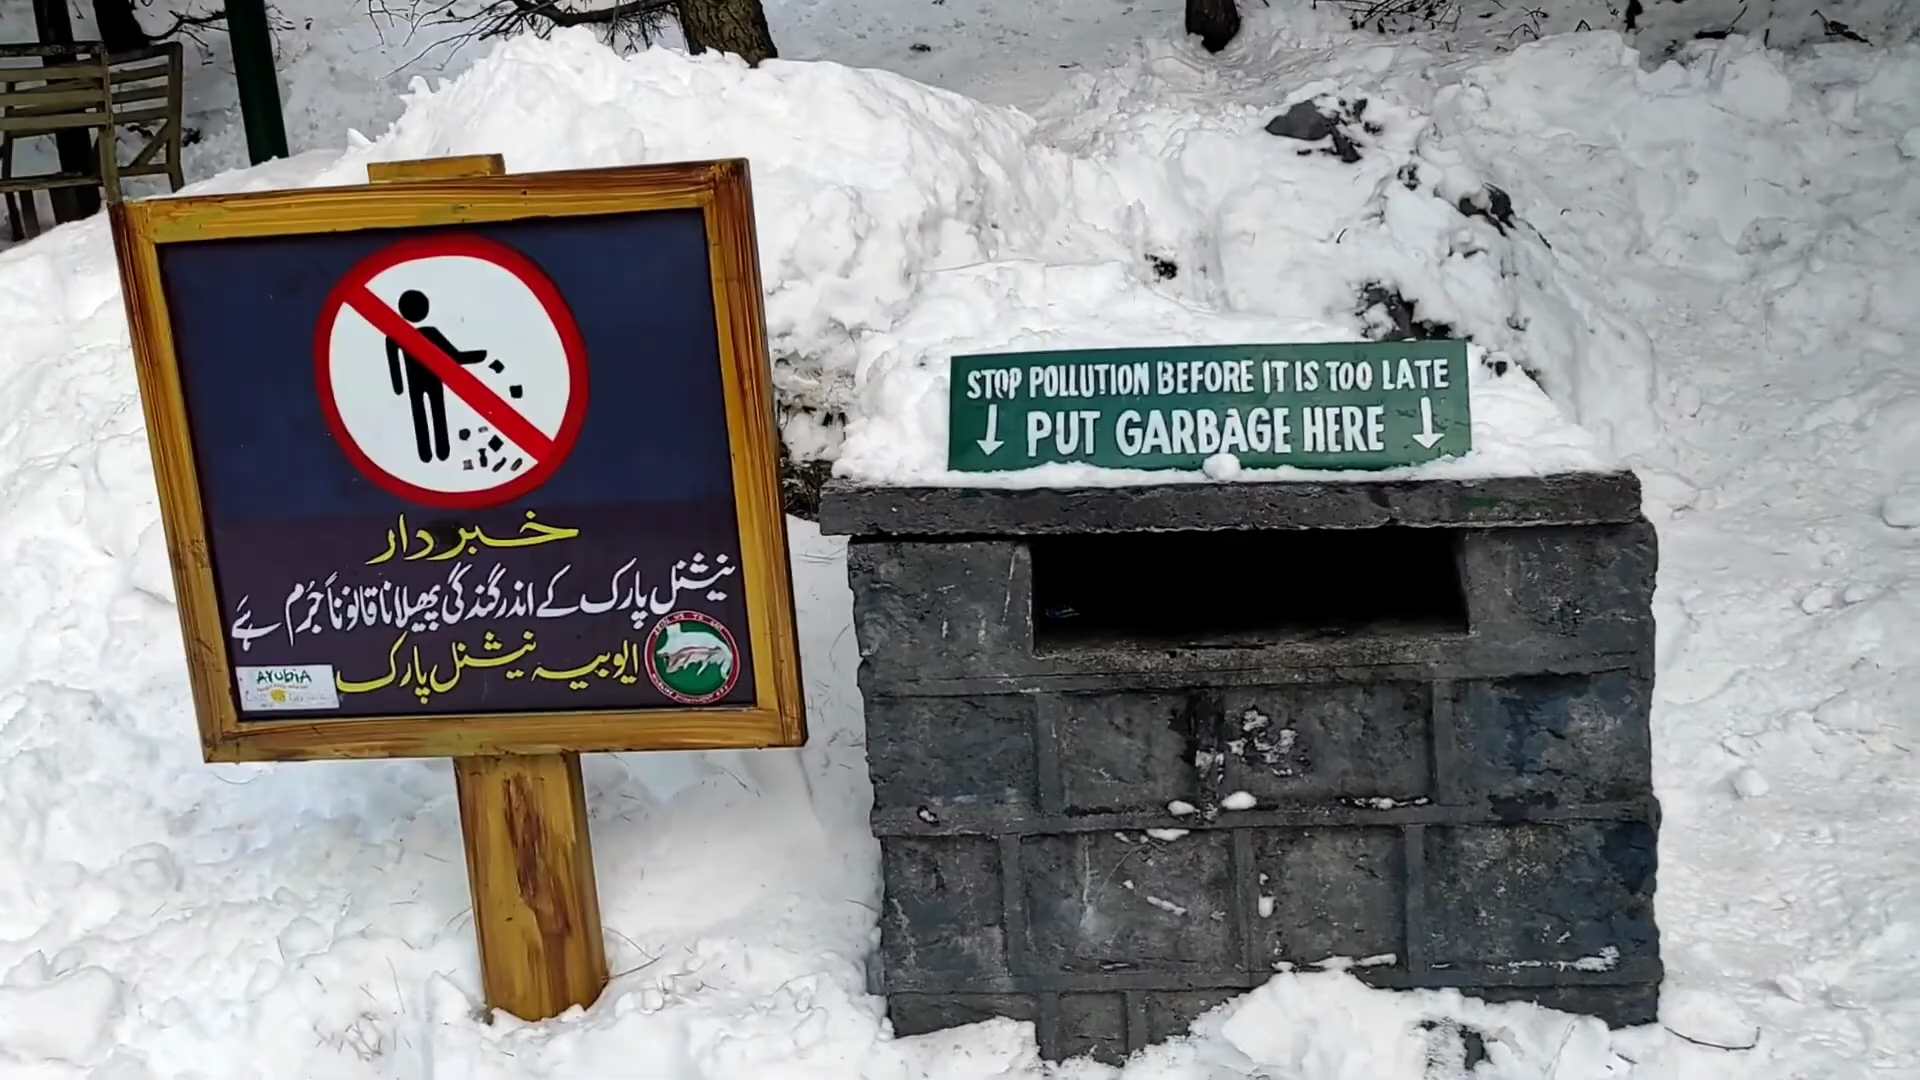 خبردار
نیشنل پارک کے اندر گندگی پھیلانا قانوناً جُرم ہے
ایوبیہ نیشنل پارک
AYUBIA
STOP POLLUTION BEFORE IT IS TOO LATE
↓ PUT GARBAGE HERE ↓